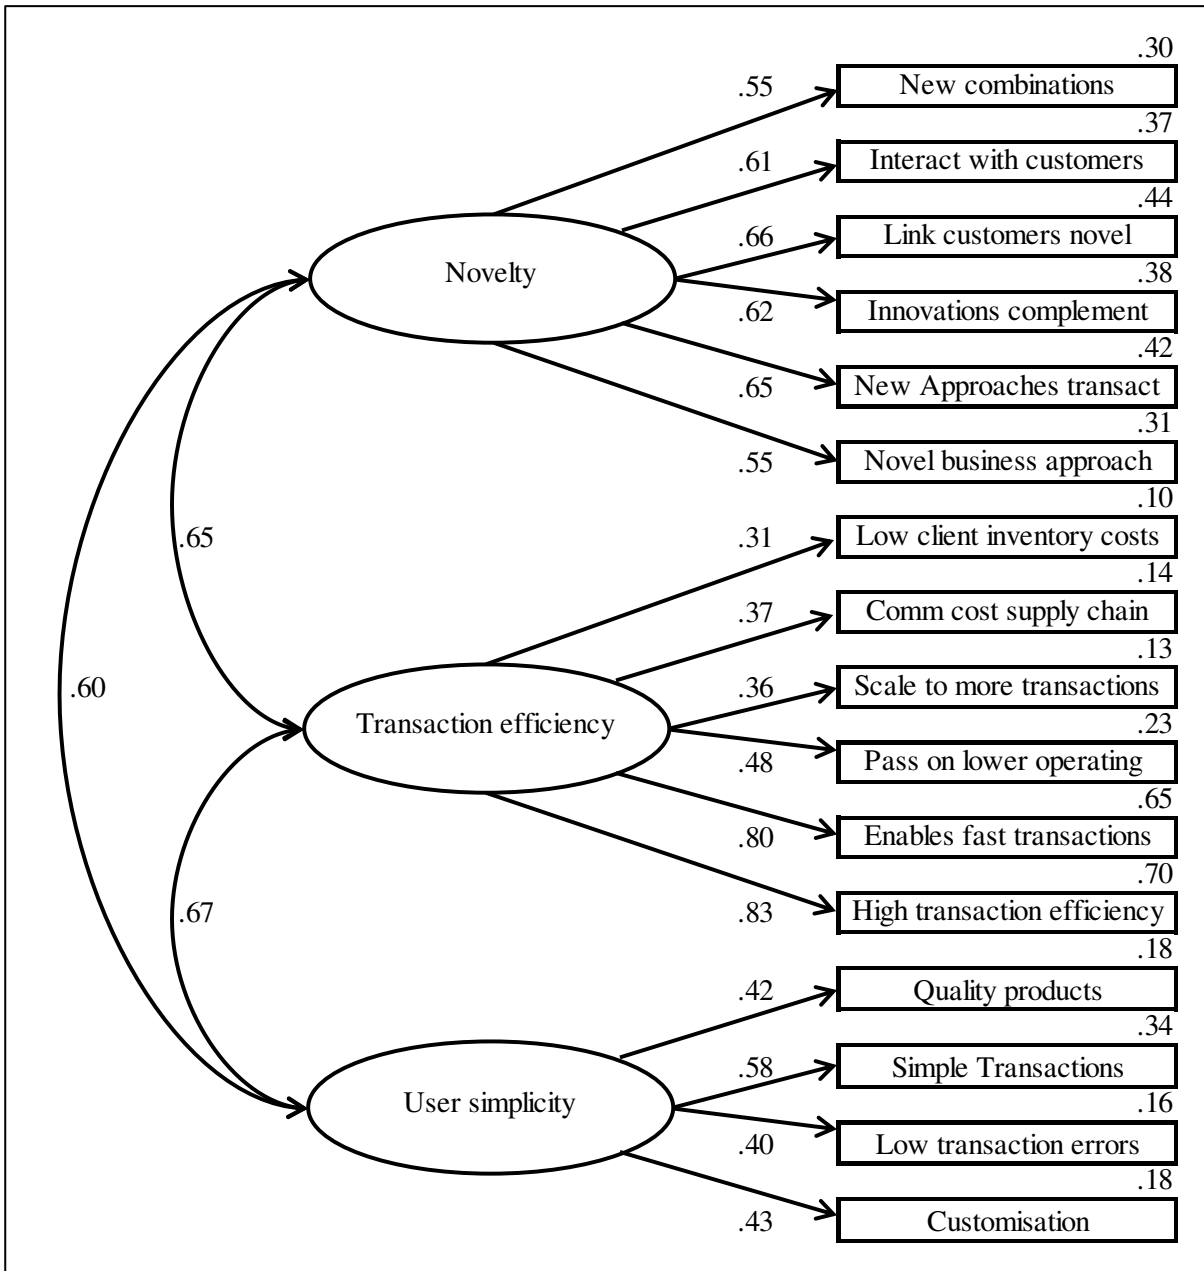 .30
.55
New combinations
.37
.61
Interact with customers
.44
.66
Link customers novel
Novelty
.38
.62
Innovations complement
.42
.65
New Approaches transact
.31
.55
Novel business approach
.10
.65
.31
Low client inventory costs
.14
.37
Comm cost supply chain
.13
.60
.36
Scale to more transactions
Transaction efficiency
.23
.48
Pass on lower operating
.65
.80
Enables fast transactions
.70
.67
.83
High transaction efficiency
.18
.42
Quality products
.34
.58
Simple Transactions
User simplicity
.16
.40
Low transaction errors
.18
.43
Customisation